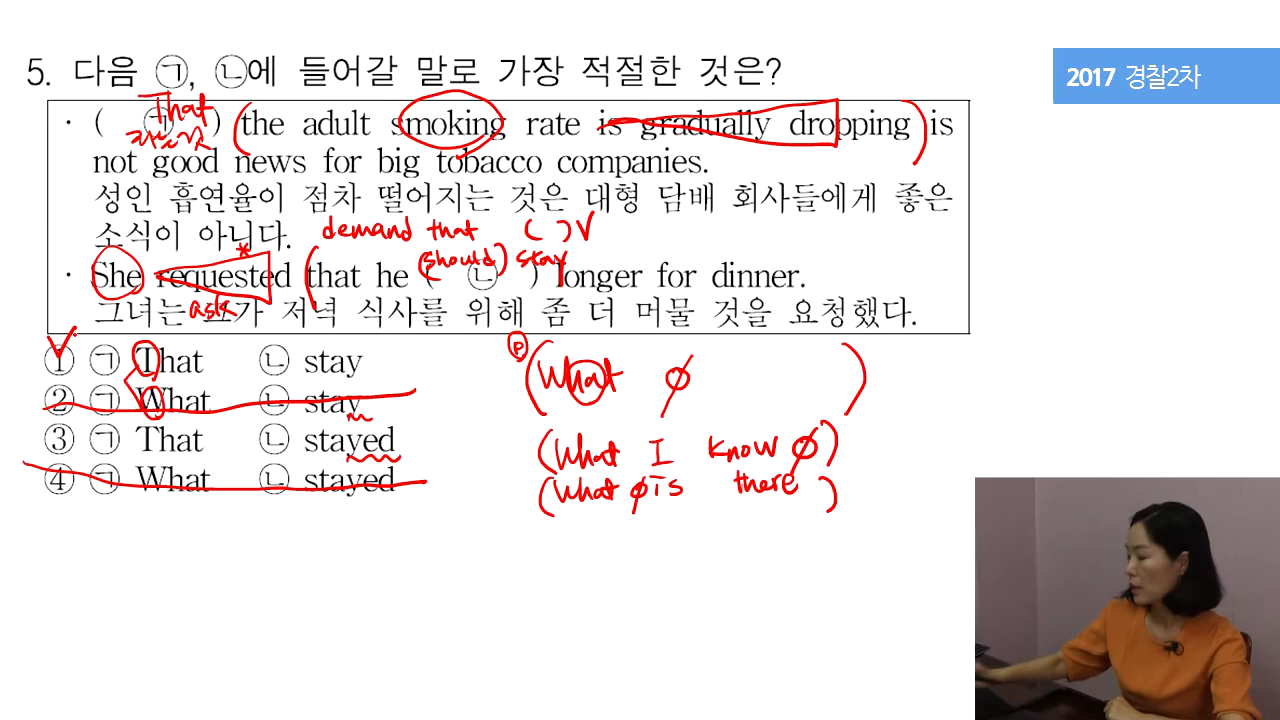 5. 다음 ㉠, ㉡에 들어갈 말로 가장 적절한 것은?
2017 경찰2차
That
· ( ㉠ ) (the adult smoking rate is gradually dropping) is
not good news for big tobacco companies.
성인 흡연율이 점차 떨어지는 것은 대형 담배 회사들에게 좋은
소식이 아니다.
demand that ( ) V
(should) stay
· She requested (that he ( ㉡ ) longer for dinner.
ask
그녀는 그가 저녁 식사를 위해 좀 더 머물 것을 요청했다.
① ㉠ That ㉡ stay
② ㉠ What ㉡ stay
③ ㉠ That ㉡ stayed
④ ㉠ What ㉡ stayed
(What ∅ )
(What I know ∅)
(What ∅ is there )